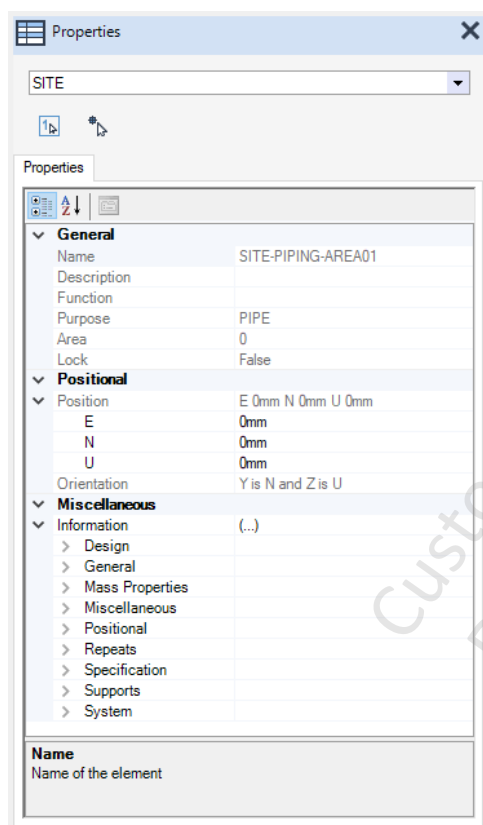 Properties
SITE
Properties
General
Name SITE-PIPING-AREA01
Description
Function
Purpose PIPE
Area 0
Lock False
Positional
Position E 0mm N 0mm U 0mm
E 0mm
N 0mm
U 0mm
Orientation Y is N and Z is U
Miscellaneous
Information (...)
Design
General
Mass Properties
Miscellaneous
Positional
Repeats
Specification
Supports
System
Name
Name of the element
Custo